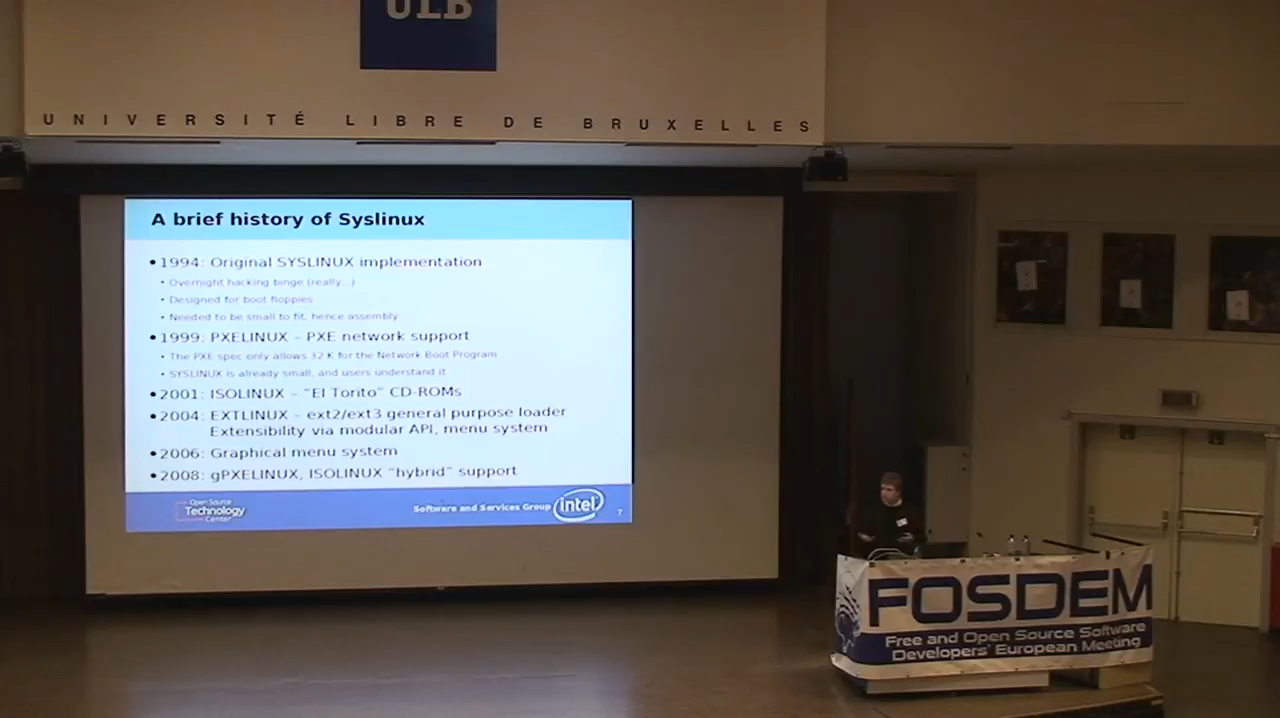 ULB
UNIVERSITÉ LIBRE DE BRUXELLES
A brief history of Syslinux
•1994: Original SYSLINUX implementation
• Overnight hacking binge (really...)
• Designed for boot floppies
• Needed to be small to fit, hence assembly
•1999: PXELINUX – PXE network support
• The PXE spec only allows 32 K for the Network Boot Program
• SYSLINUX is already small, and users understand it
•2001: ISOLINUX – “El Torito” CD-ROMs
•2004: EXTLINUX – ext2/ext3 general purpose loader
Extensibility via modular API, menu system
•2006: Graphical menu system
•2008: gPXELINUX, ISOLINUX “hybrid” support
Open Source
Technology
Center
Software and Services Group
intel
7
FOSDEM
Free and Open Source Software
Developers' European Meeting